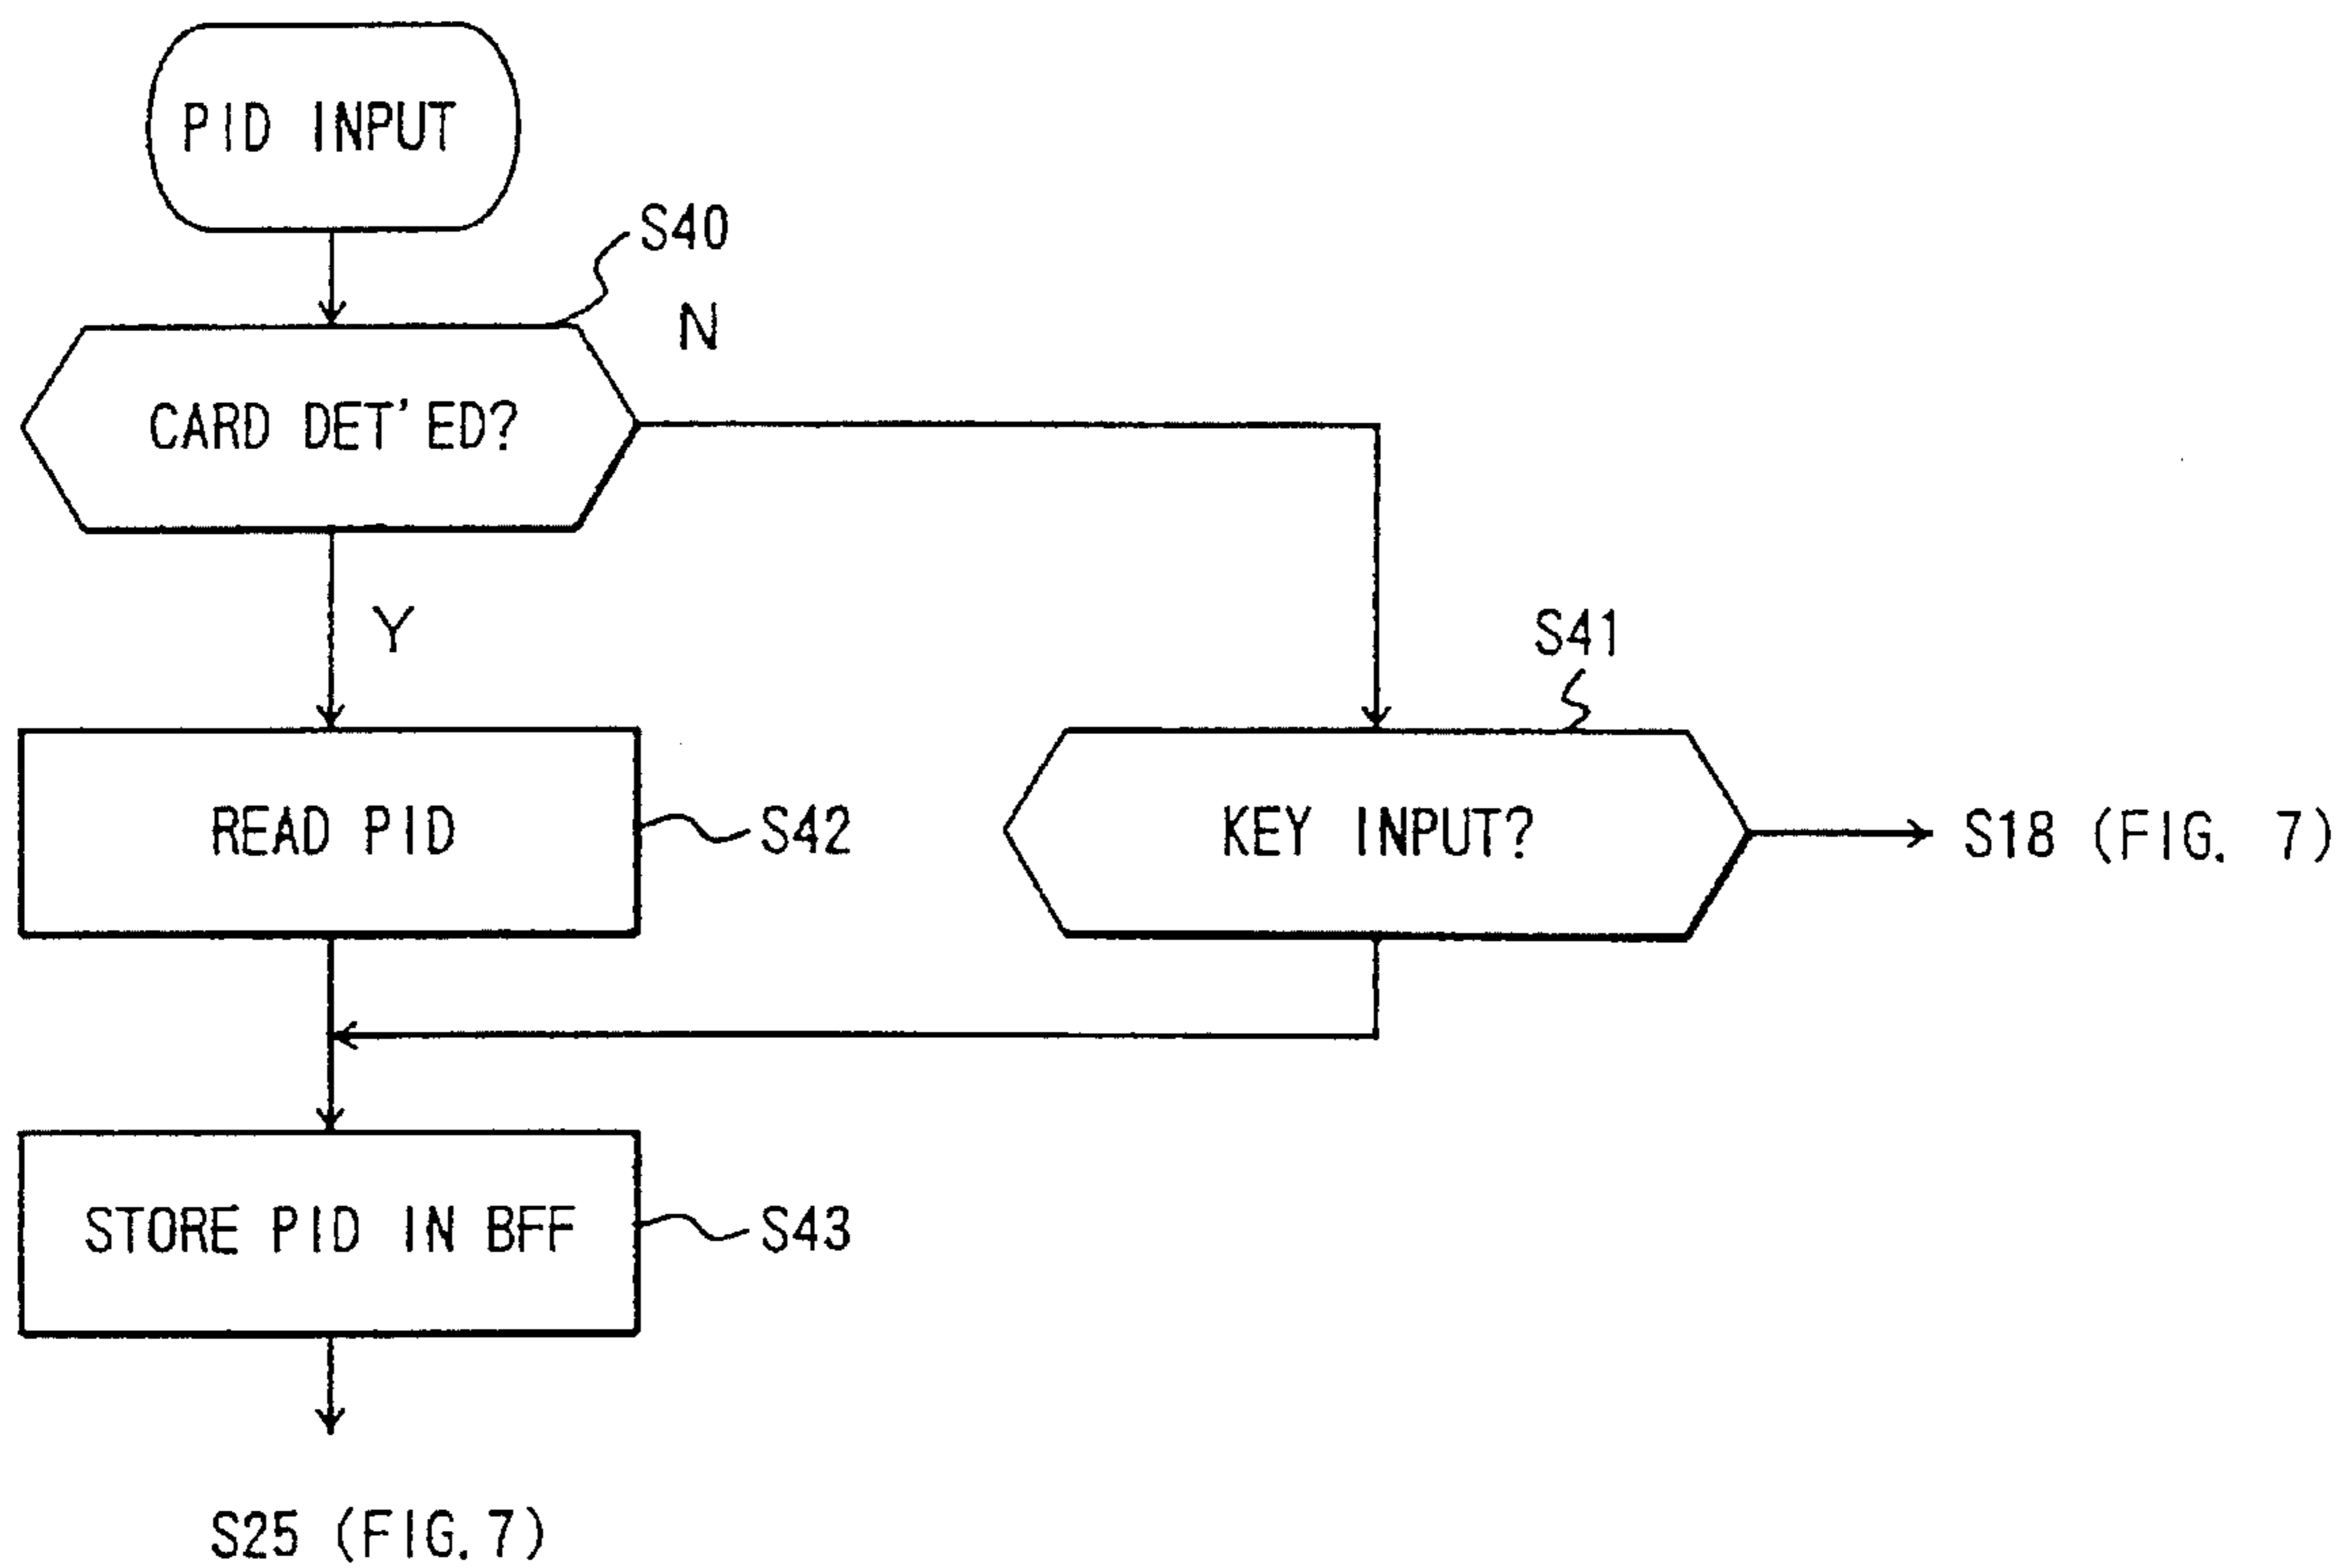 PID INPUT
S40
N
CARD DET'ED?
Y
S41
READ PID
S42
KEY INPUT?
S18 (FIG. 7)
STORE PID IN BFF
S43
S25 (FIG. 7)